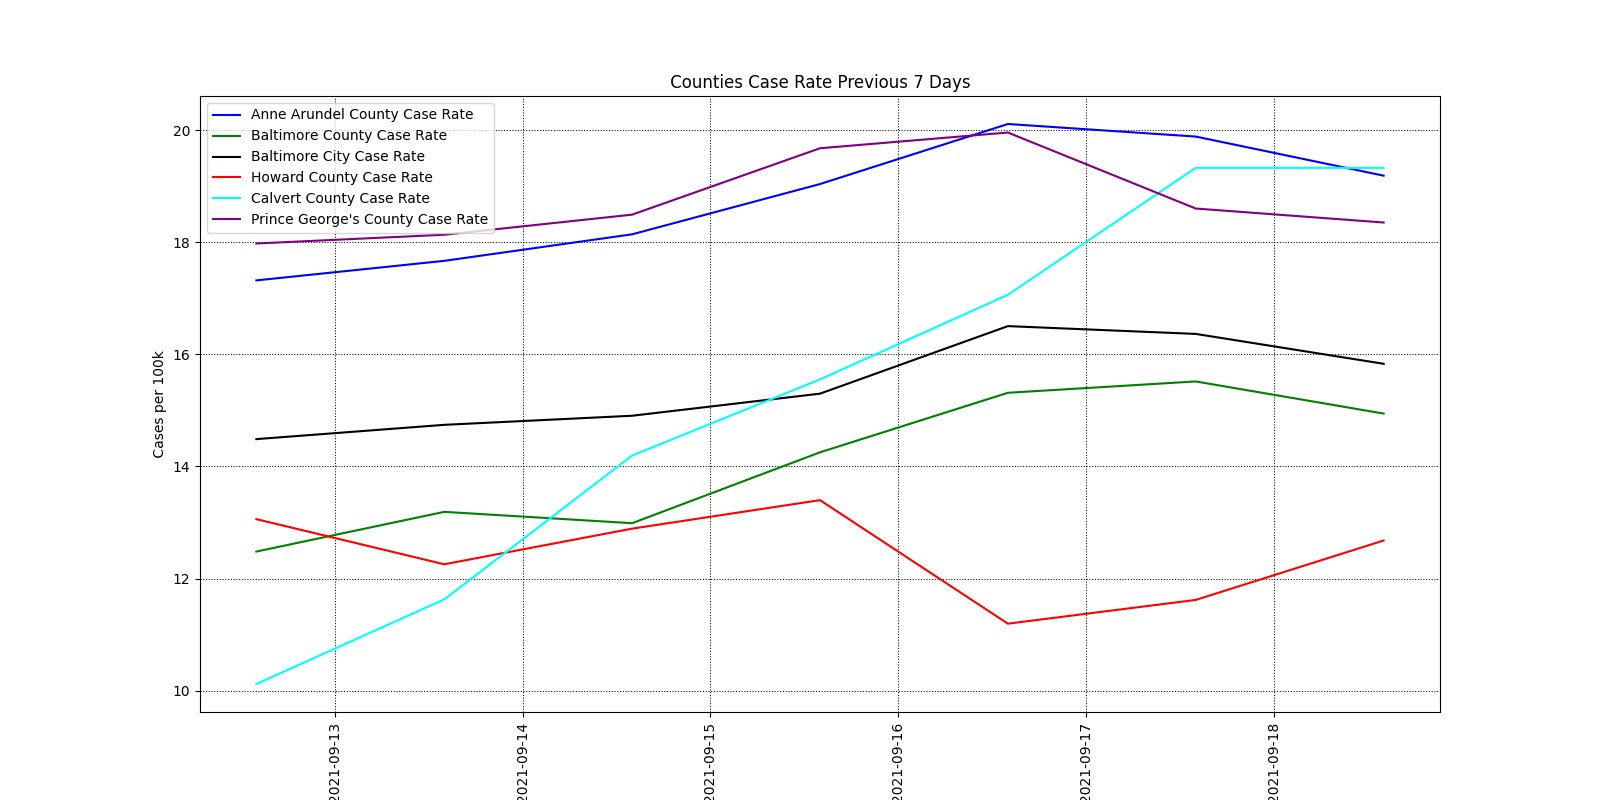 Counties Case Rate Previous 7 Days
Anne Arundel County Case Rate
Baltimore County Case Rate
Baltimore City Case Rate
Howard County Case Rate
Calvert County Case Rate
Prince George's County Case Rate
Cases per 100k
20
18
16
14
12
10
2021-09-13
2021-09-14
2021-09-15
2021-09-16
2021-09-17
2021-09-18